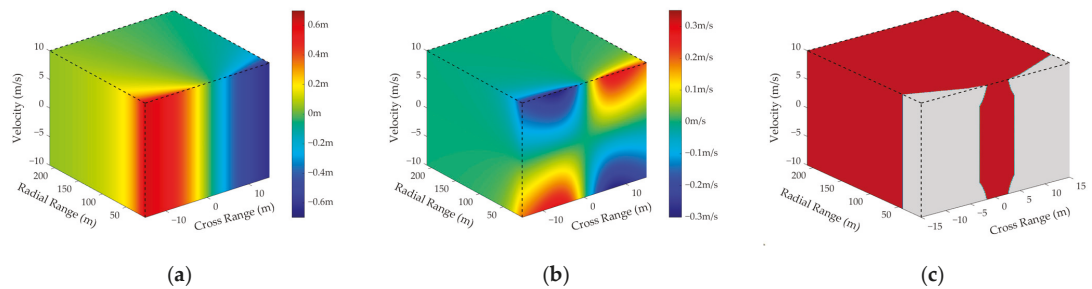 10
5
0
−5
−10
Velocity (m/s)
200
150
100
50
Radial Range (m)
−10
0
10
Cross Range (m)
0.6m
0.4m
0.2m
0m
−0.2m
−0.4m
−0.6m
(a)
10
5
0
−5
−10
Velocity (m/s)
200
150
100
50
Radial Range (m)
−10
0
10
Cross Range (m)
0.3m/s
0.2m/s
0.1m/s
0m/s
−0.1m/s
−0.2m/s
−0.3m/s
(b)
10
5
0
−5
−10
Velocity (m/s)
200
150
100
50
Radial Range (m)
−15
−10
−5
0
5
10
15
Cross Range (m)
(c)